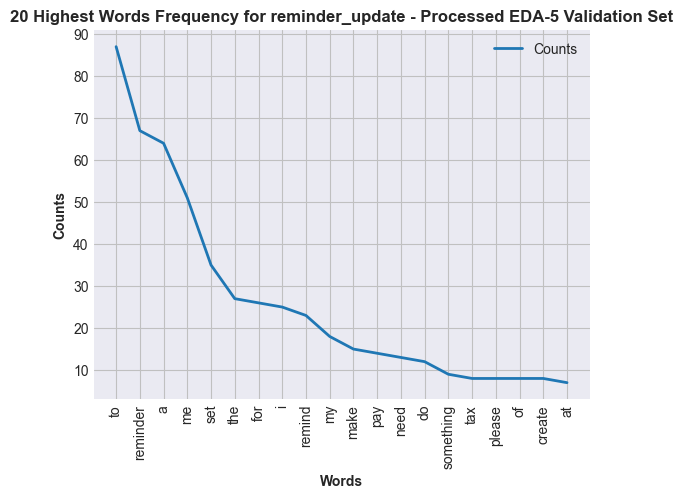 20 Highest Words Frequency for reminder_update - Processed EDA-5 Validation Set
Counts
90
80
70
60
50
40
30
20
10
Counts
to
reminder
a
me
set
the
for
i
remind
my
make
pay
need
do
something
tax
please
of
create
at
Words